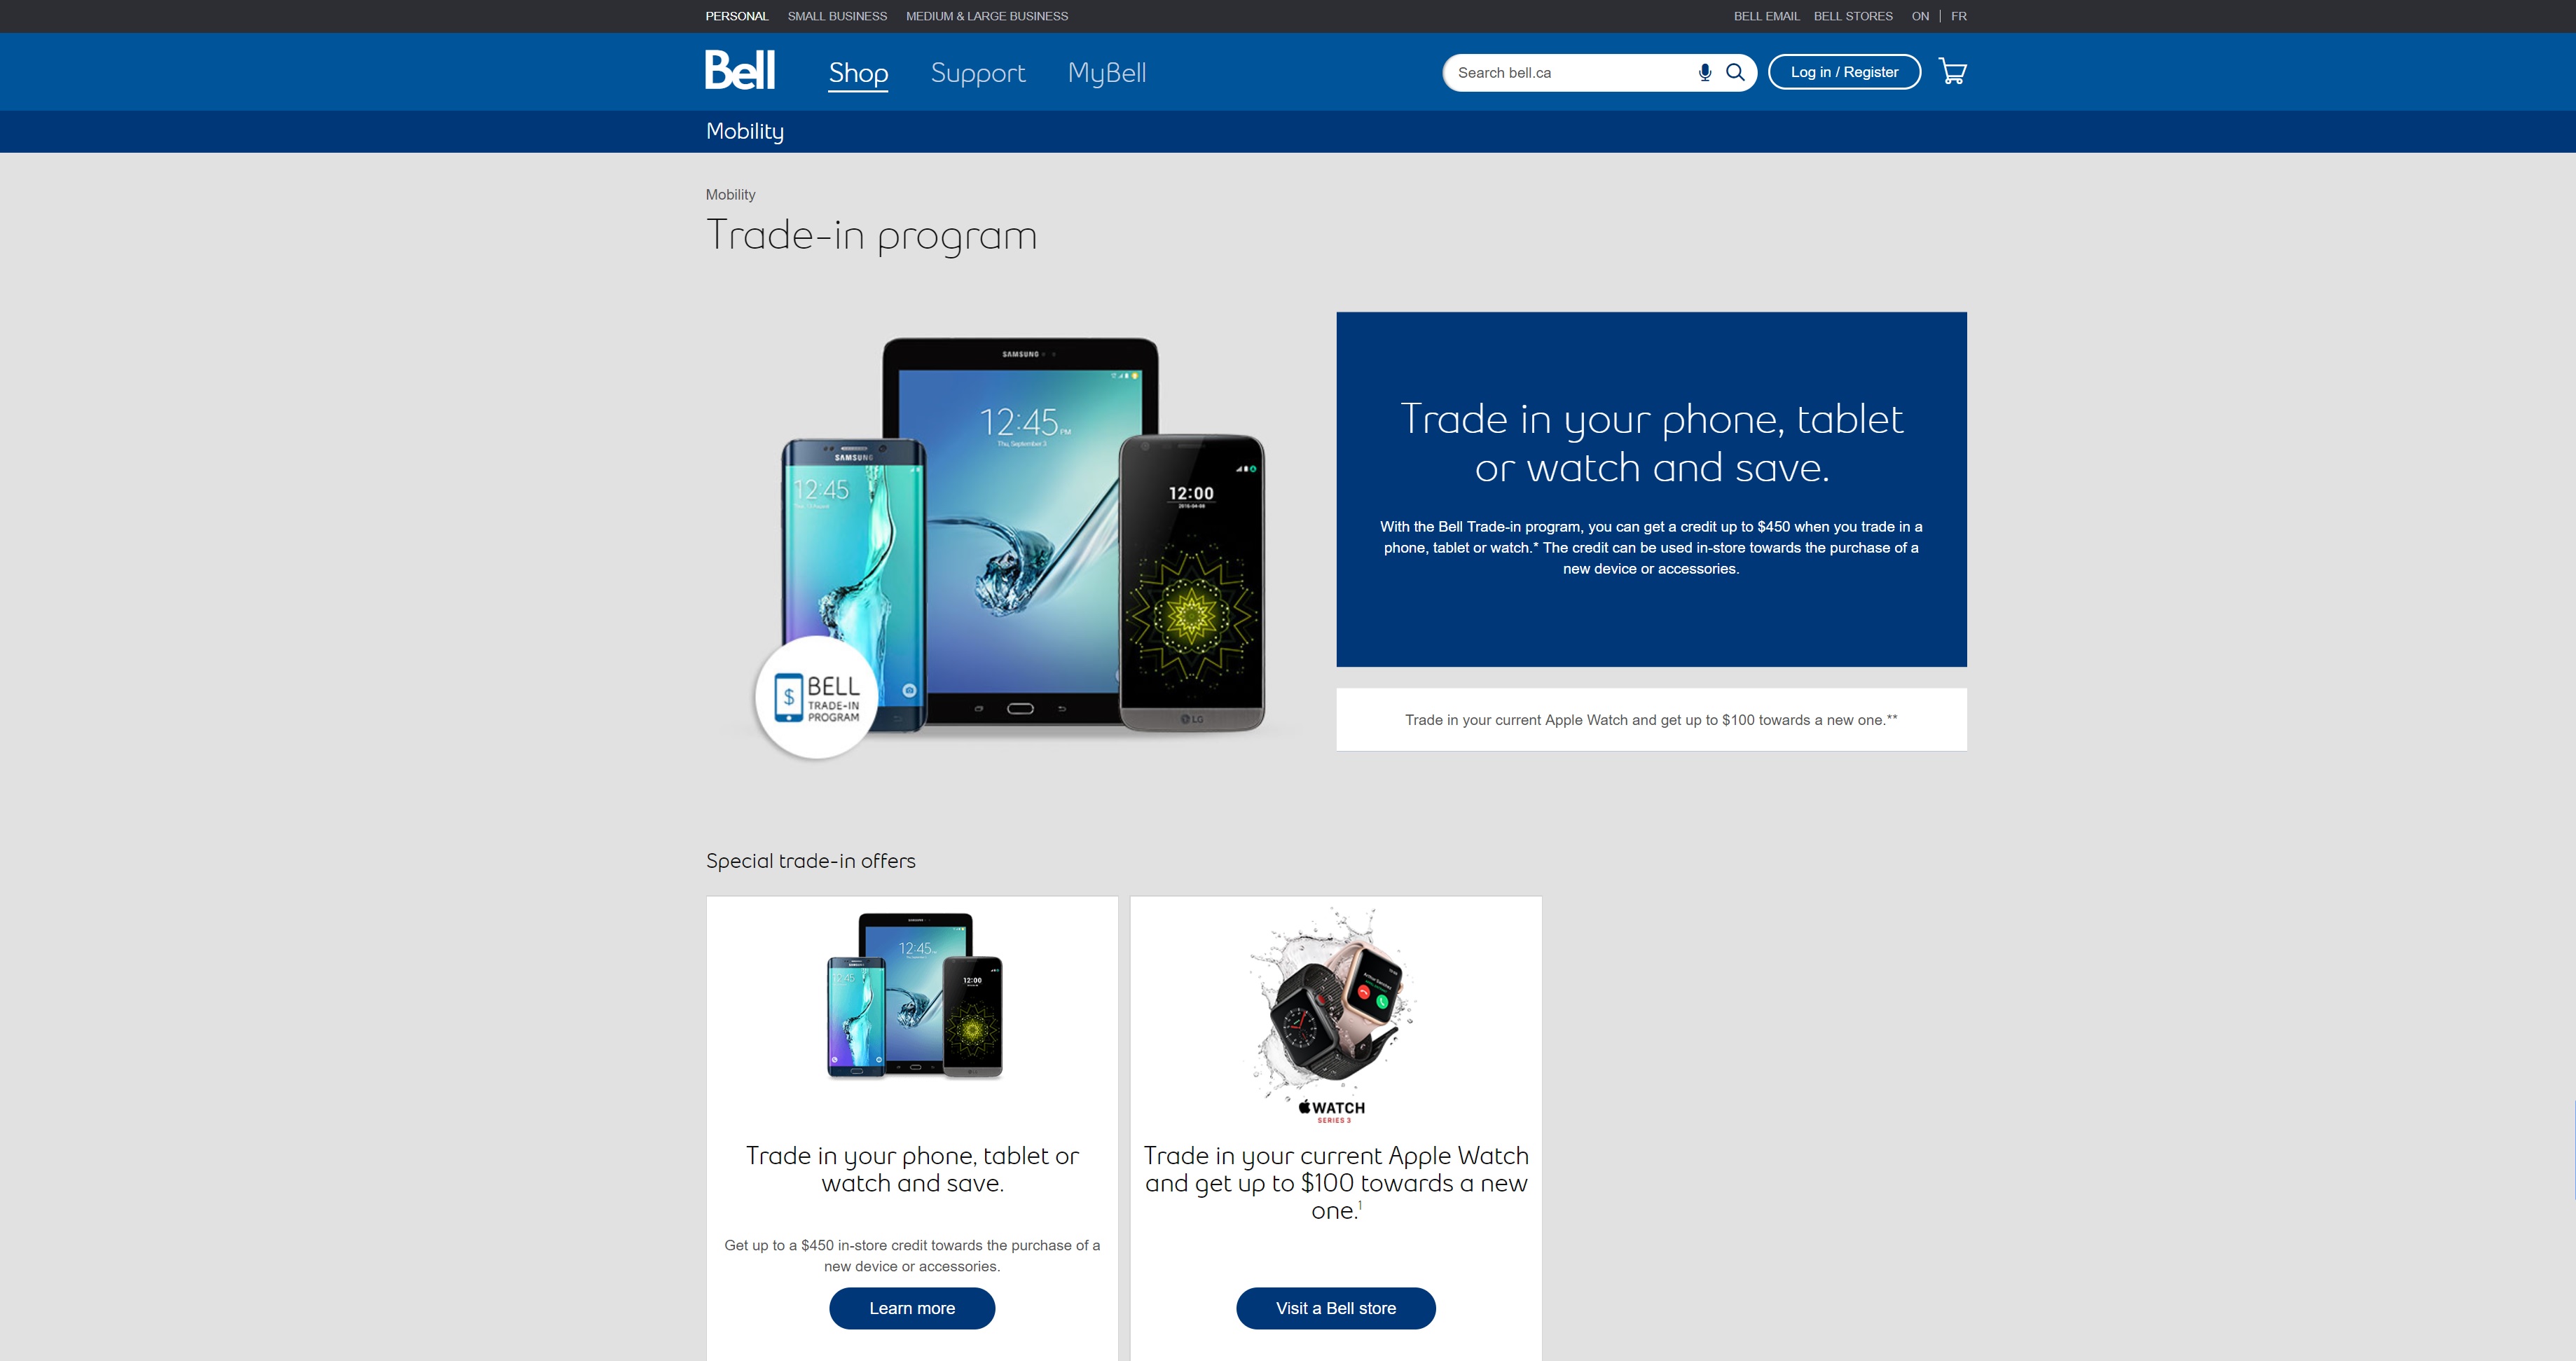 PERSONAL SMALL BUSINESS MEDIUM & LARGE BUSINESS BELL EMAIL BELL STORES ON FR
Bell Shop Support MyBell Search bell.ca Log in / Register
Mobility
Mobility
Trade-in program
SAMSUNG
12:45 PM
Thu, September 3
SAMSUNG
12:45
12:00
LG
BELL
TRADE-IN
PROGRAM
Trade in your phone, tablet
or watch and save.
With the Bell Trade-in program, you can get a credit up to $450 when you trade in a
phone, tablet or watch.* The credit can be used in-store towards the purchase of a
new device or accessories.
Trade in your current Apple Watch and get up to $100 towards a new one.**
Special trade-in offers
12:45
12:45
12:00
Trade in your phone, tablet or
watch and save.
Get up to a $450 in-store credit towards the purchase of a
new device or accessories.
Learn more
WATCH
SERIES 3
Trade in your current Apple Watch
and get up to $100 towards a new
one.1
Visit a Bell store